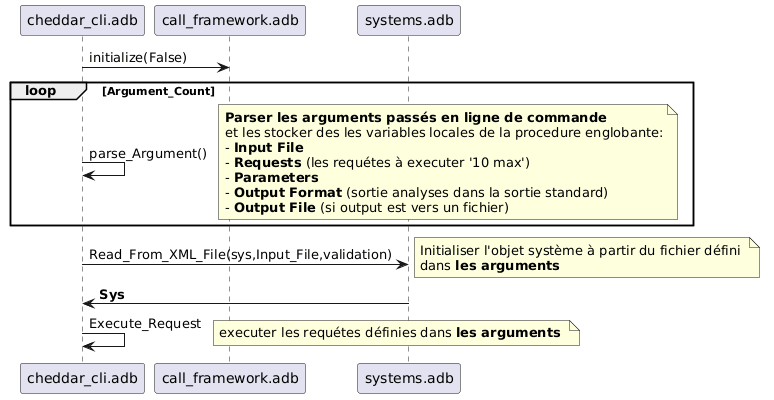 cheddar_cli.adb call_framework.adb systems.adb
initialize(False)
loop [Argument_Count]
Parser les arguments passés en ligne de commande
et les stocker des les variables locales de la procedure englobante:
- Input File
parse_Argument()
- Requests (les requétes à executer '10 max')
- Parameters
- Output Format (sortie analyses dans la sortie standard)
- Output File (si output est vers un fichier)
Read_From_XML_File(sys,Input_File,validation)
Initialiser l'objet système à partir du fichier défini
dans les arguments
Sys
Execute_Request
executer les requétes définies dans les arguments
cheddar_cli.adb call_framework.adb systems.adb